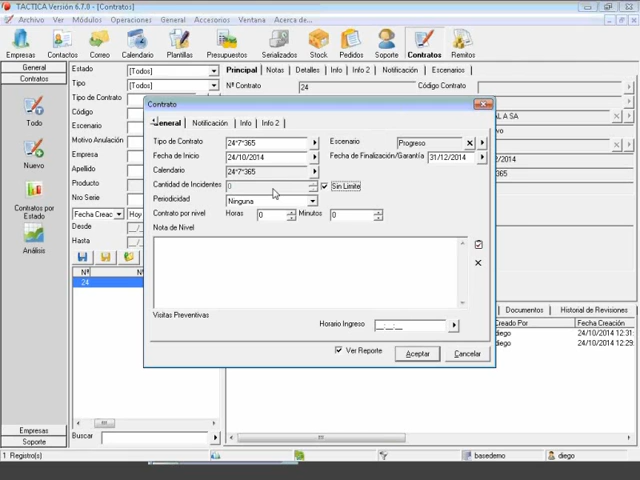 TACTICA Versión 6.7.8 - [Contratos]
Archivo Ver Módulos Operaciones General Accesorios Ventana Acerca de...
Empresas Contactos Correo Calendario Plantillas Presupuestos Serializados Stock Pedidos Soporte Contratos Remitos
General
Contratos
Todo
Nuevo
Contratos por
Estado
Análisis
Empresas
Soporte
Estado [Todos]
Tipo [Todos]
Tipo de Contrato
Código
Escenario
Motivo Anulación
Empresa
Apellido
Producto
Nro Serie
Fecha Creac Hoy
Desde
Hasta
Nº
24
Buscar
Principal Notas Detalles Info Info 2 Notificación Escenarios
Nº Contrato 24 Código Contrato
AL A SA
Contrato
General Notificación Info Info 2
Tipo de Contrato 24*7*365 Escenario Progreso
Fecha de Inicio 24/10/2014 Fecha de Finalización/Garantía 31/12/2014
Calendario 24*7*365
Cantidad de Incidentes 0 Sin Limite
Periodicidad Ninguna
Contrato por nivel Horas 0 Minutos 0
Nota de Nivel
Visitas Preventivas
Horario Ingreso __:__:__
Ver Reporte Aceptar Cancelar
Documentos Historial de Revisiones
Creado Por Fecha Creación
diego 24/10/2014 12:31:
diego 24/10/2014 12:29:
1 Registro(s) basedemo diego